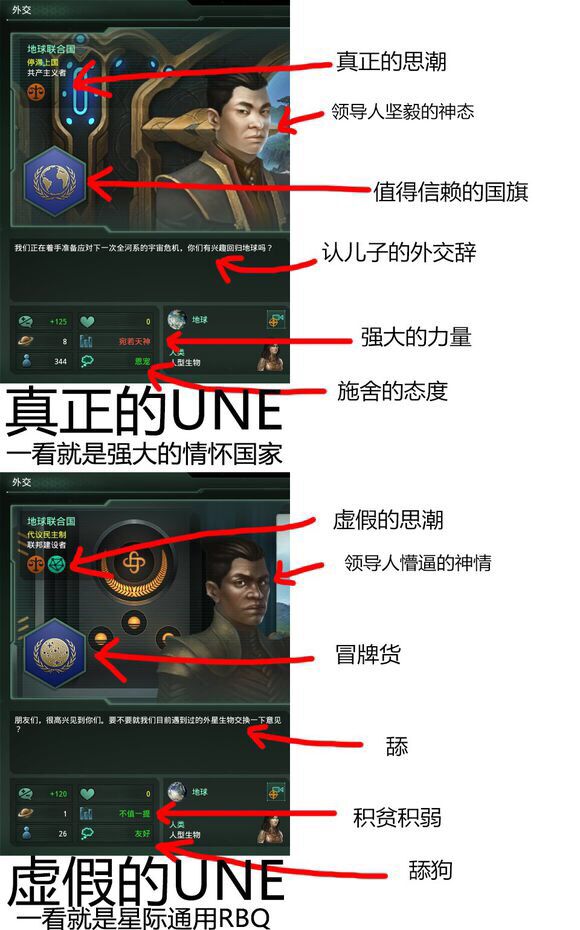 外交
地球联合国
停滞上国
共产主义者
真正的思潮
领导人坚毅的神态
值得信赖的国旗
我们正在着手准备应对下一次全河系的宇宙危机，你们有兴趣回归地球吗？
认儿子的外交辞
+125
0
地球
8
宛若天神
强大的力量
人类
344
恩宠
人型生物
施舍的态度
真正的UNE
一看就是强大的情怀国家
外交
地球联合国
代议民主制
联邦建设者
虚假的思潮
领导人懵逼的神情
冒牌货
朋友们，很高兴见到你们。要不要就我们目前遇到过的外星生物交换一下意见
？
舔
+120
0
地球
1
不值一提
积贫积弱
人类
26
友好
人型生物
舔狗
虚假的UNE
一看就是星际通用RBQ